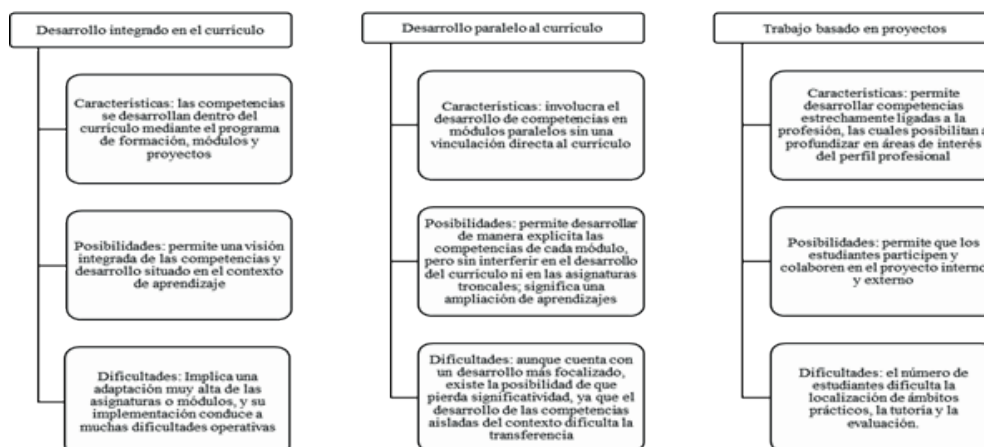 Desarrollo integrado en el currículo
Características: las competencias
se desarrollan dentro del
currículo mediante el programa
de formación, módulos y
proyectos
Posibilidades: permite una visión
integrada de las competencias y
desarrollo situado en el contexto
de aprendizaje
Dificultades: Implica una
adaptación muy alta de las
asignaturas o módulos, y su
implementación conduce a
muchas dificultades operativas
Desarrollo paralelo al currículo
Características: involucra el
desarrollo de competencias en
módulos paralelos sin una
vinculación directa al currículo
Posibilidades: permite desarrollar
de manera explicita las
competencias de cada módulo,
pero sin interferir en el desarrollo
del currículo ni en las asignaturas
troncales; significa una
ampliación de aprendizajes
Dificultades: aunque cuenta con
un desarrollo más focalizado,
existe la posibilidad de que
pierda significatividad, ya que el
desarrollo de las competencias
aisladas del contexto dificulta la
transferencia
Trabajo basado en proyectos
Características: permite
desarrollar competencias
estrechamente ligadas a la
profesión, las cuales posibilitan a
profundizar en áreas de interés
del perfil profesional
Posibilidades: permite que los
estudiantes participen y
colaboren en el proyecto interno
y externo
Dificultades: el número de
estudiantes dificulta la
localización de ámbitos
prácticos, la tutoría y la
evaluación.